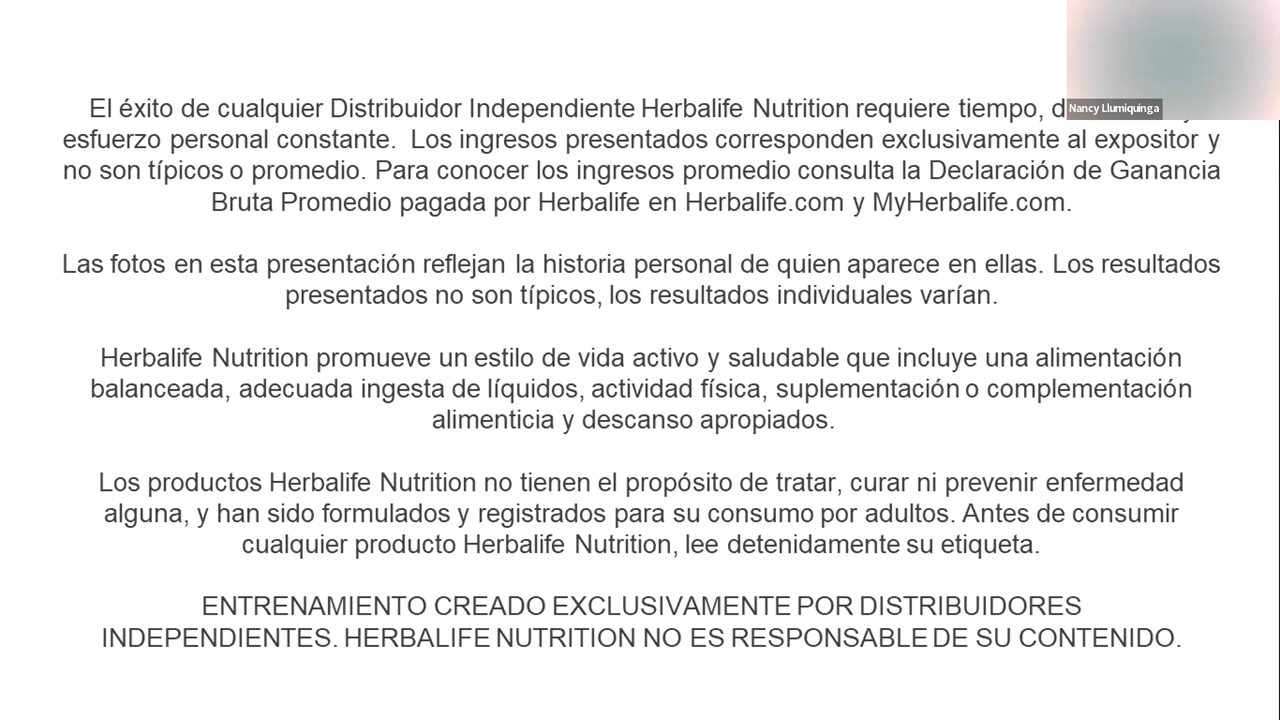 Nancy Llumiquinga
El éxito de cualquier Distribuidor Independiente Herbalife Nutrition requiere tiempo,
esfuerzo personal constante. Los ingresos presentados corresponden exclusivamente al expositor y
no son típicos o promedio. Para conocer los ingresos promedio consulta la Declaración de Ganancia
Bruta Promedio pagada por Herbalife en Herbalife.com y MyHerbalife.com.
Las fotos en esta presentación reflejan la historia personal de quien aparece en ellas. Los resultados
presentados no son típicos, los resultados individuales varían.
Herbalife Nutrition promueve un estilo de vida activo y saludable que incluye una alimentación
balanceada, adecuada ingesta de líquidos, actividad física, suplementación o complementación
alimenticia y descanso apropiados.
Los productos Herbalife Nutrition no tienen el propósito de tratar, curar ni prevenir enfermedad
alguna, y han sido formulados y registrados para su consumo por adultos. Antes de consumir
cualquier producto Herbalife Nutrition, lee detenidamente su etiqueta.
ENTRENAMIENTO CREADO EXCLUSIVAMENTE POR DISTRIBUIDORES
INDEPENDIENTES. HERBALIFE NUTRITION NO ES RESPONSABLE DE SU CONTENIDO.